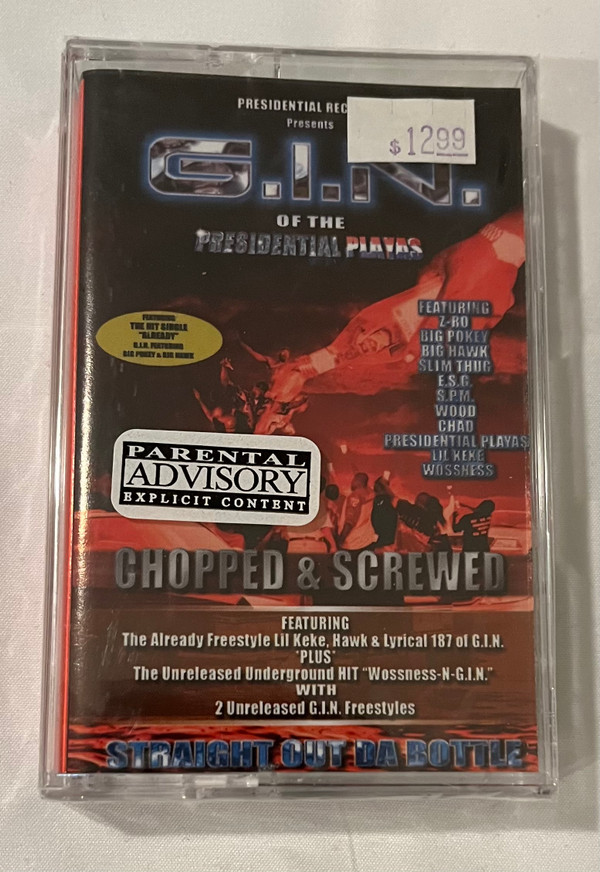 PRESIDENTIAL REC
Presents
$12.99
G.I.N.
OF THE
PRESIDENTIAL PLAYAS
FEATURING
THE HIT SINGLE
"ALREADY"
G.I.N. FEATURING
BIG POKEY & BIG HAWK
FEATURING
Z-RO
BIG POKEY
BIG HAWK
SLIM THUG
E.S.G.
S.P.M.
WOOD
CHAD
PRESIDENTIAL PLAYAS
LIL KEKE
WOSSNESS
PARENTAL
ADVISORY
EXPLICIT CONTENT
CHOPPED & SCREWED
FEATURING
The Already Freestyle Lil Keke, Hawk & Lyrical 187 of G.I.N.
*PLUS*
The Unreleased Underground HIT "Wossness-N-G.I.N."
WITH
2 Unreleased G.I.N. Freestyles
STRAIGHT OUT DA BOTTLE